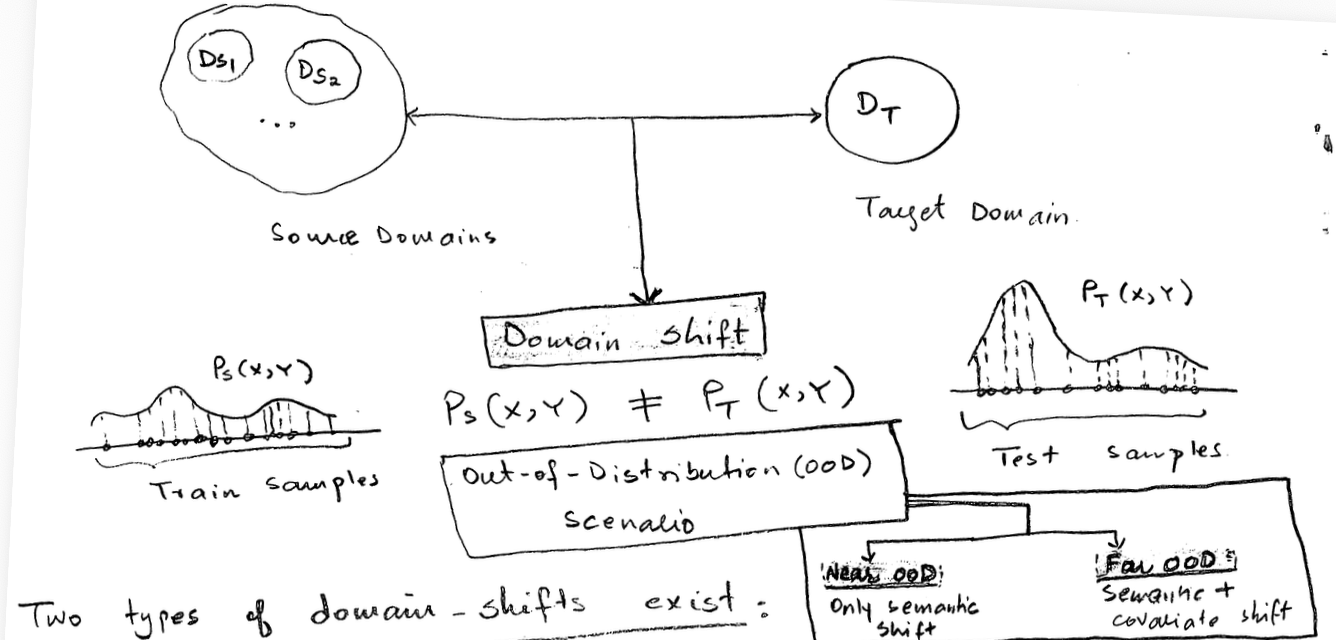 Ds1
Ds2
...
DT
Source Domains
Target Domain.
Domain shift
Ps(X,Y)
PT(X,Y)
Ps(X,Y) ≠ PT(X,Y)
Train samples
Test samples
Out-of-Distribution (OOD)
Scenario
Near OOD:
Only semantic
shift
Far OOD:
Semantic +
covariate shift
Two types of domain-shifts exist: